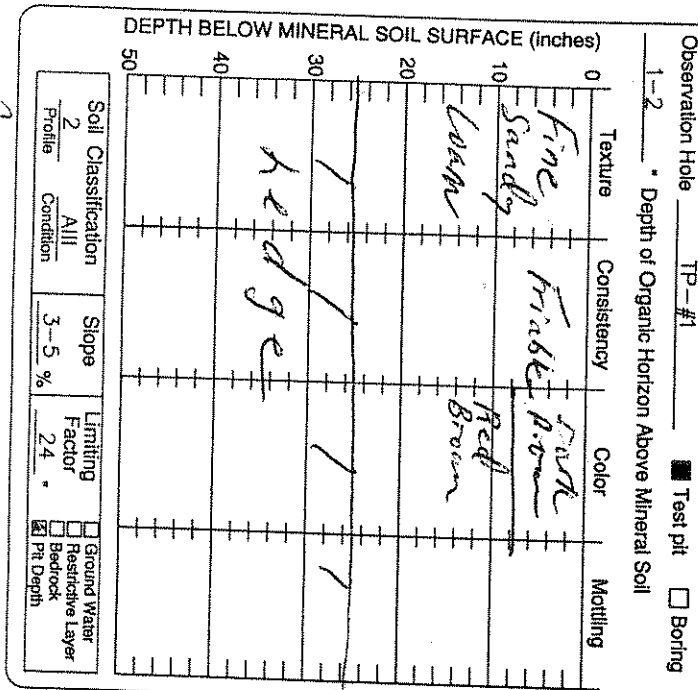 Observation Hole TP-#1 Test pit Boring
1-2 " Depth of Organic Horizon Above Mineral Soil
DEPTH BELOW MINERAL SOIL SURFACE (inches)
Texture Consistency Color Mottling
0
10
20
30
40
50
Fine
Sandy
Loam
Friable
Dark
Brown
Red
Brown
Ledge
Soil Classification
2 AIII
Profile Condition
Slope
3-5 %
Limiting
Factor
24 "
Ground Water
Restrictive Layer
Bedrock
Pit Depth